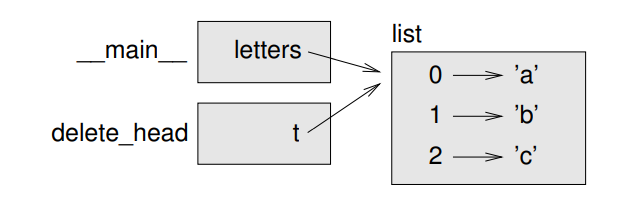 list
__main__ letters
0 ’a’
1 ’b’
delete_head t
2 ’c’